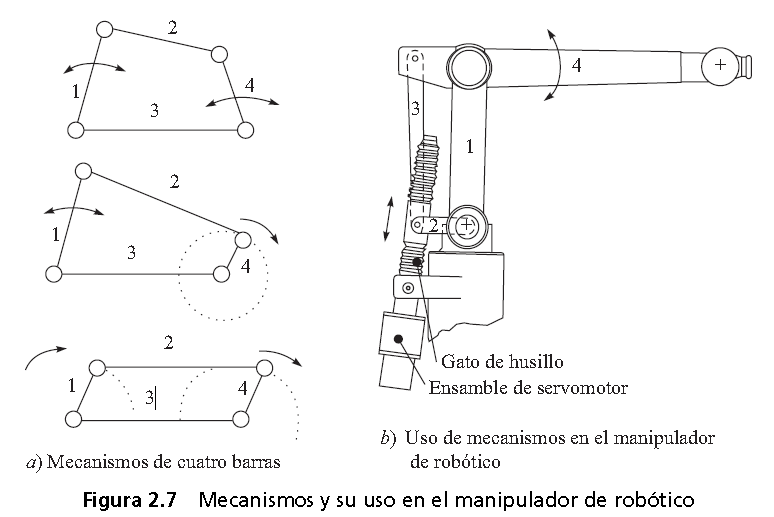 2
1
4
3
2
1
3
4
2
1
3
4
a) Mecanismos de cuatro barras
4
3
1
2
Gato de husillo
Ensamble de servomotor
b) Uso de mecanismos en el manipulador
de robótico
Figura 2.7 Mecanismos y su uso en el manipulador de robótico